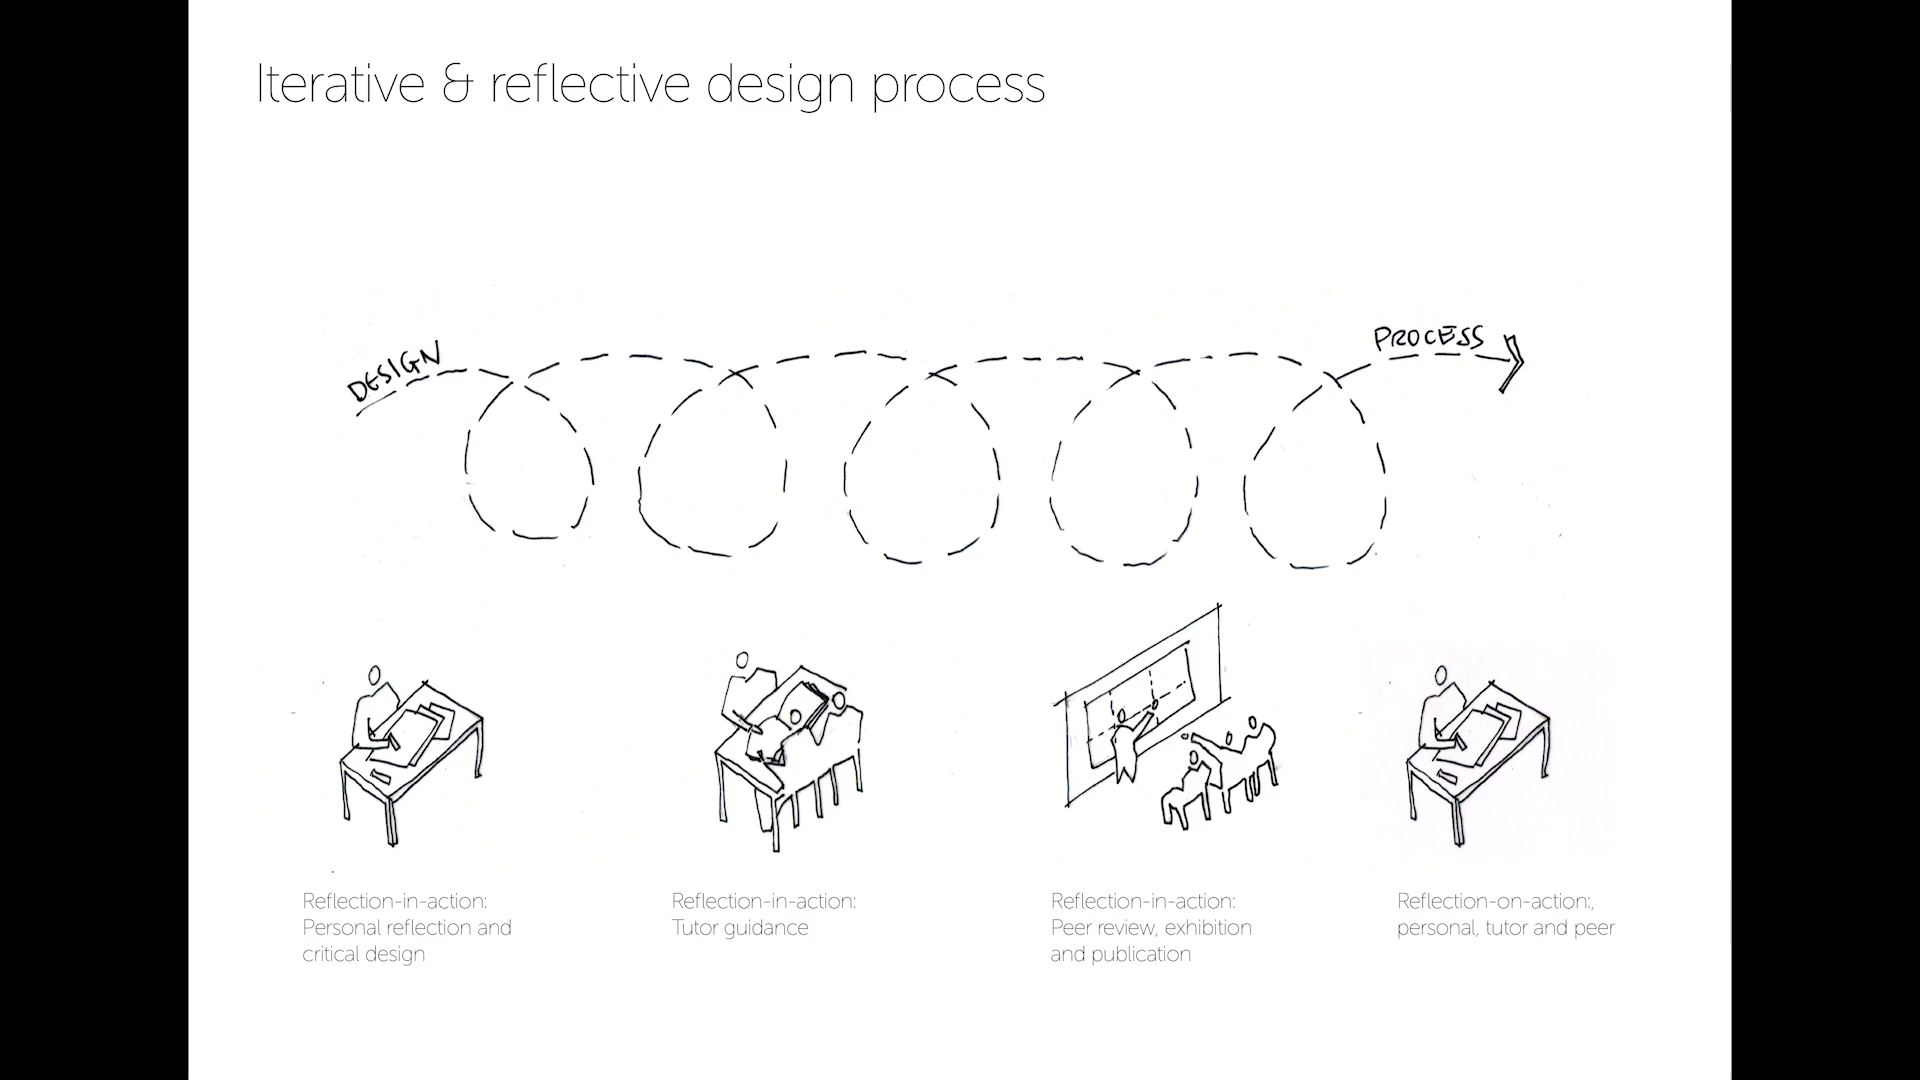 Iterative & reflective design process
DESIGN
PROCESS
Reflection-in-action:
Personal reflection and
critical design
Reflection-in-action:
Tutor guidance
Reflection-in-action:
Peer review, exhibition
and publication
Reflection-on-action:,
personal, tutor and peer